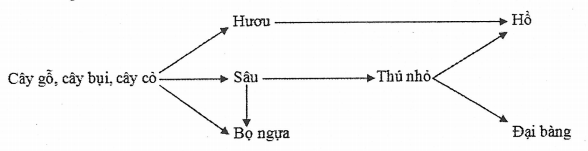 Hươu
Hổ
Cây gỗ, cây bụi, cây cỏ
Sâu
Thú nhỏ
Bọ ngựa
Đại bàng